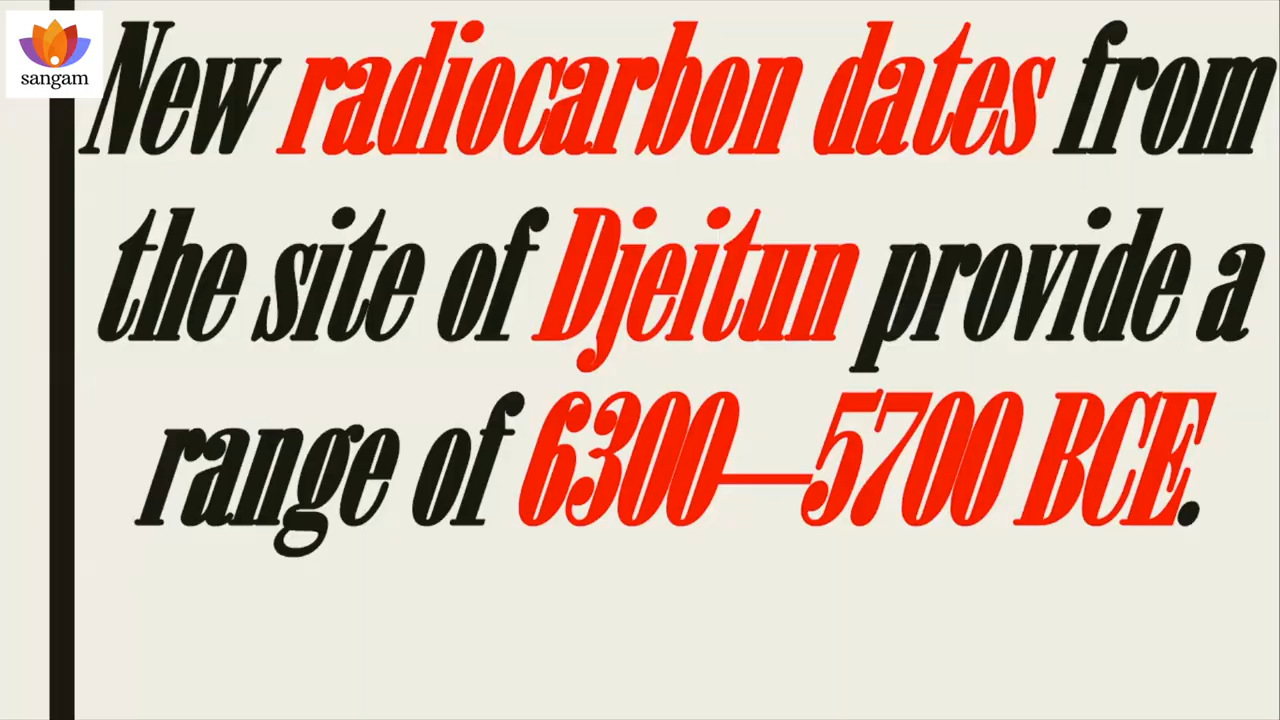 sangam
New radiocarbon dates from
the site of Djeitun provide a
range of 6300—5700 BCE.